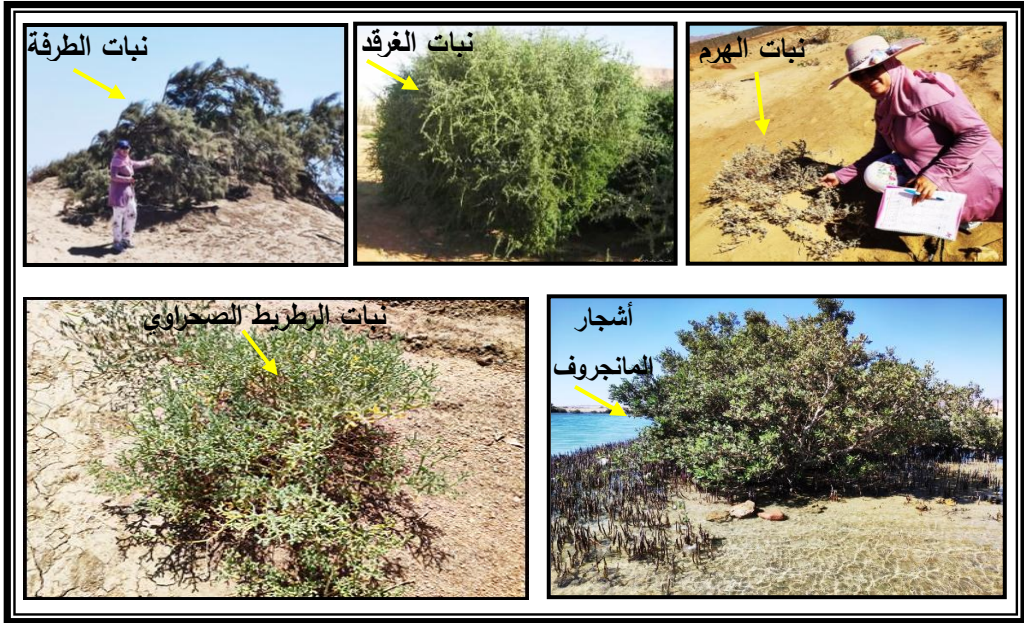 نبات الطرفة
نبات الغرقد
نبات الهرم
نبات الرطريط الصحراوي
أشجار
المانجروف